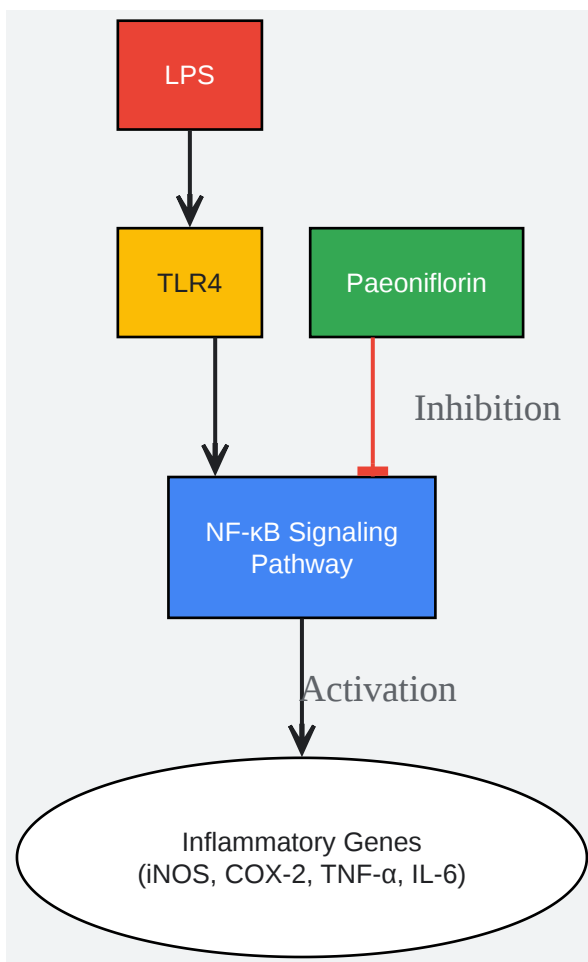 LPS
TLR4
Paeoniflorin
Inhibition
NF-κB Signaling
Pathway
Activation
Inflammatory Genes
(iNOS, COX-2, TNF-α, IL-6)